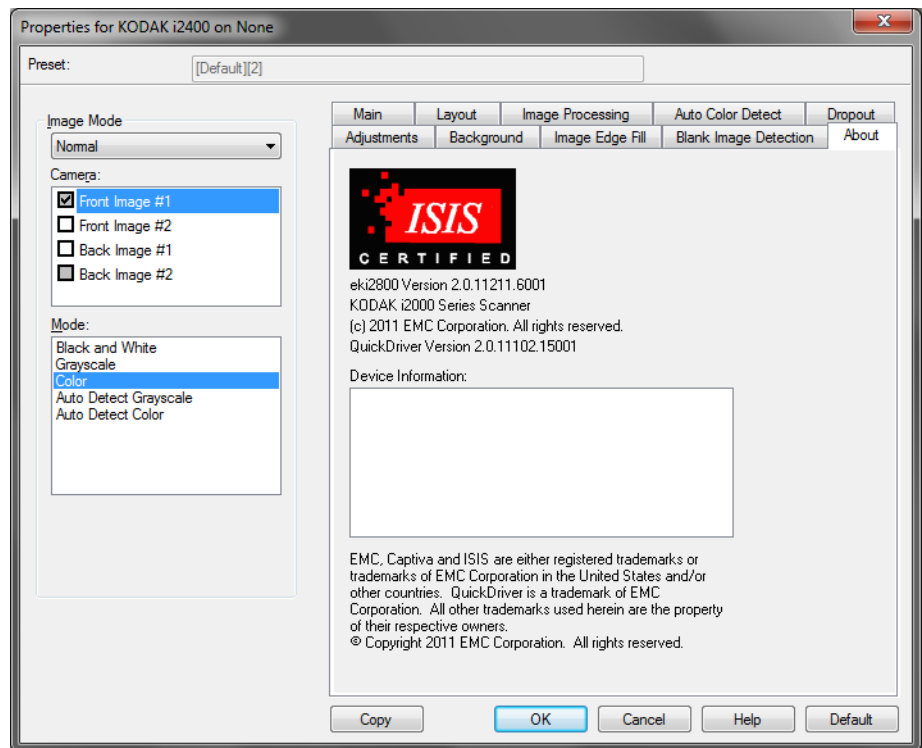 Properties for KODAK i2400 on None
Preset:
[Default][2]
Image Mode
Normal
Camera:
Front Image #1
Front Image #2
Back Image #1
Back Image #2
Mode:
Black and White
Grayscale
Color
Auto Detect Grayscale
Auto Detect Color
Main Layout Image Processing Auto Color Detect Dropout
Adjustments Background Image Edge Fill Blank Image Detection About
ISIS
CERTIFIED
eki2800 Version 2.0.11211.6001
KODAK i2000 Series Scanner
(c) 2011 EMC Corporation. All rights reserved.
QuickDriver Version 2.0.11102.15001
Device Information:
EMC, Captiva and ISIS are either registered trademarks or
trademarks of EMC Corporation in the United States and/or
other countries. QuickDriver is a trademark of EMC
Corporation. All other trademarks used herein are the property
of their respective owners.
© Copyright 2011 EMC Corporation. All rights reserved.
Copy OK Cancel Help Default